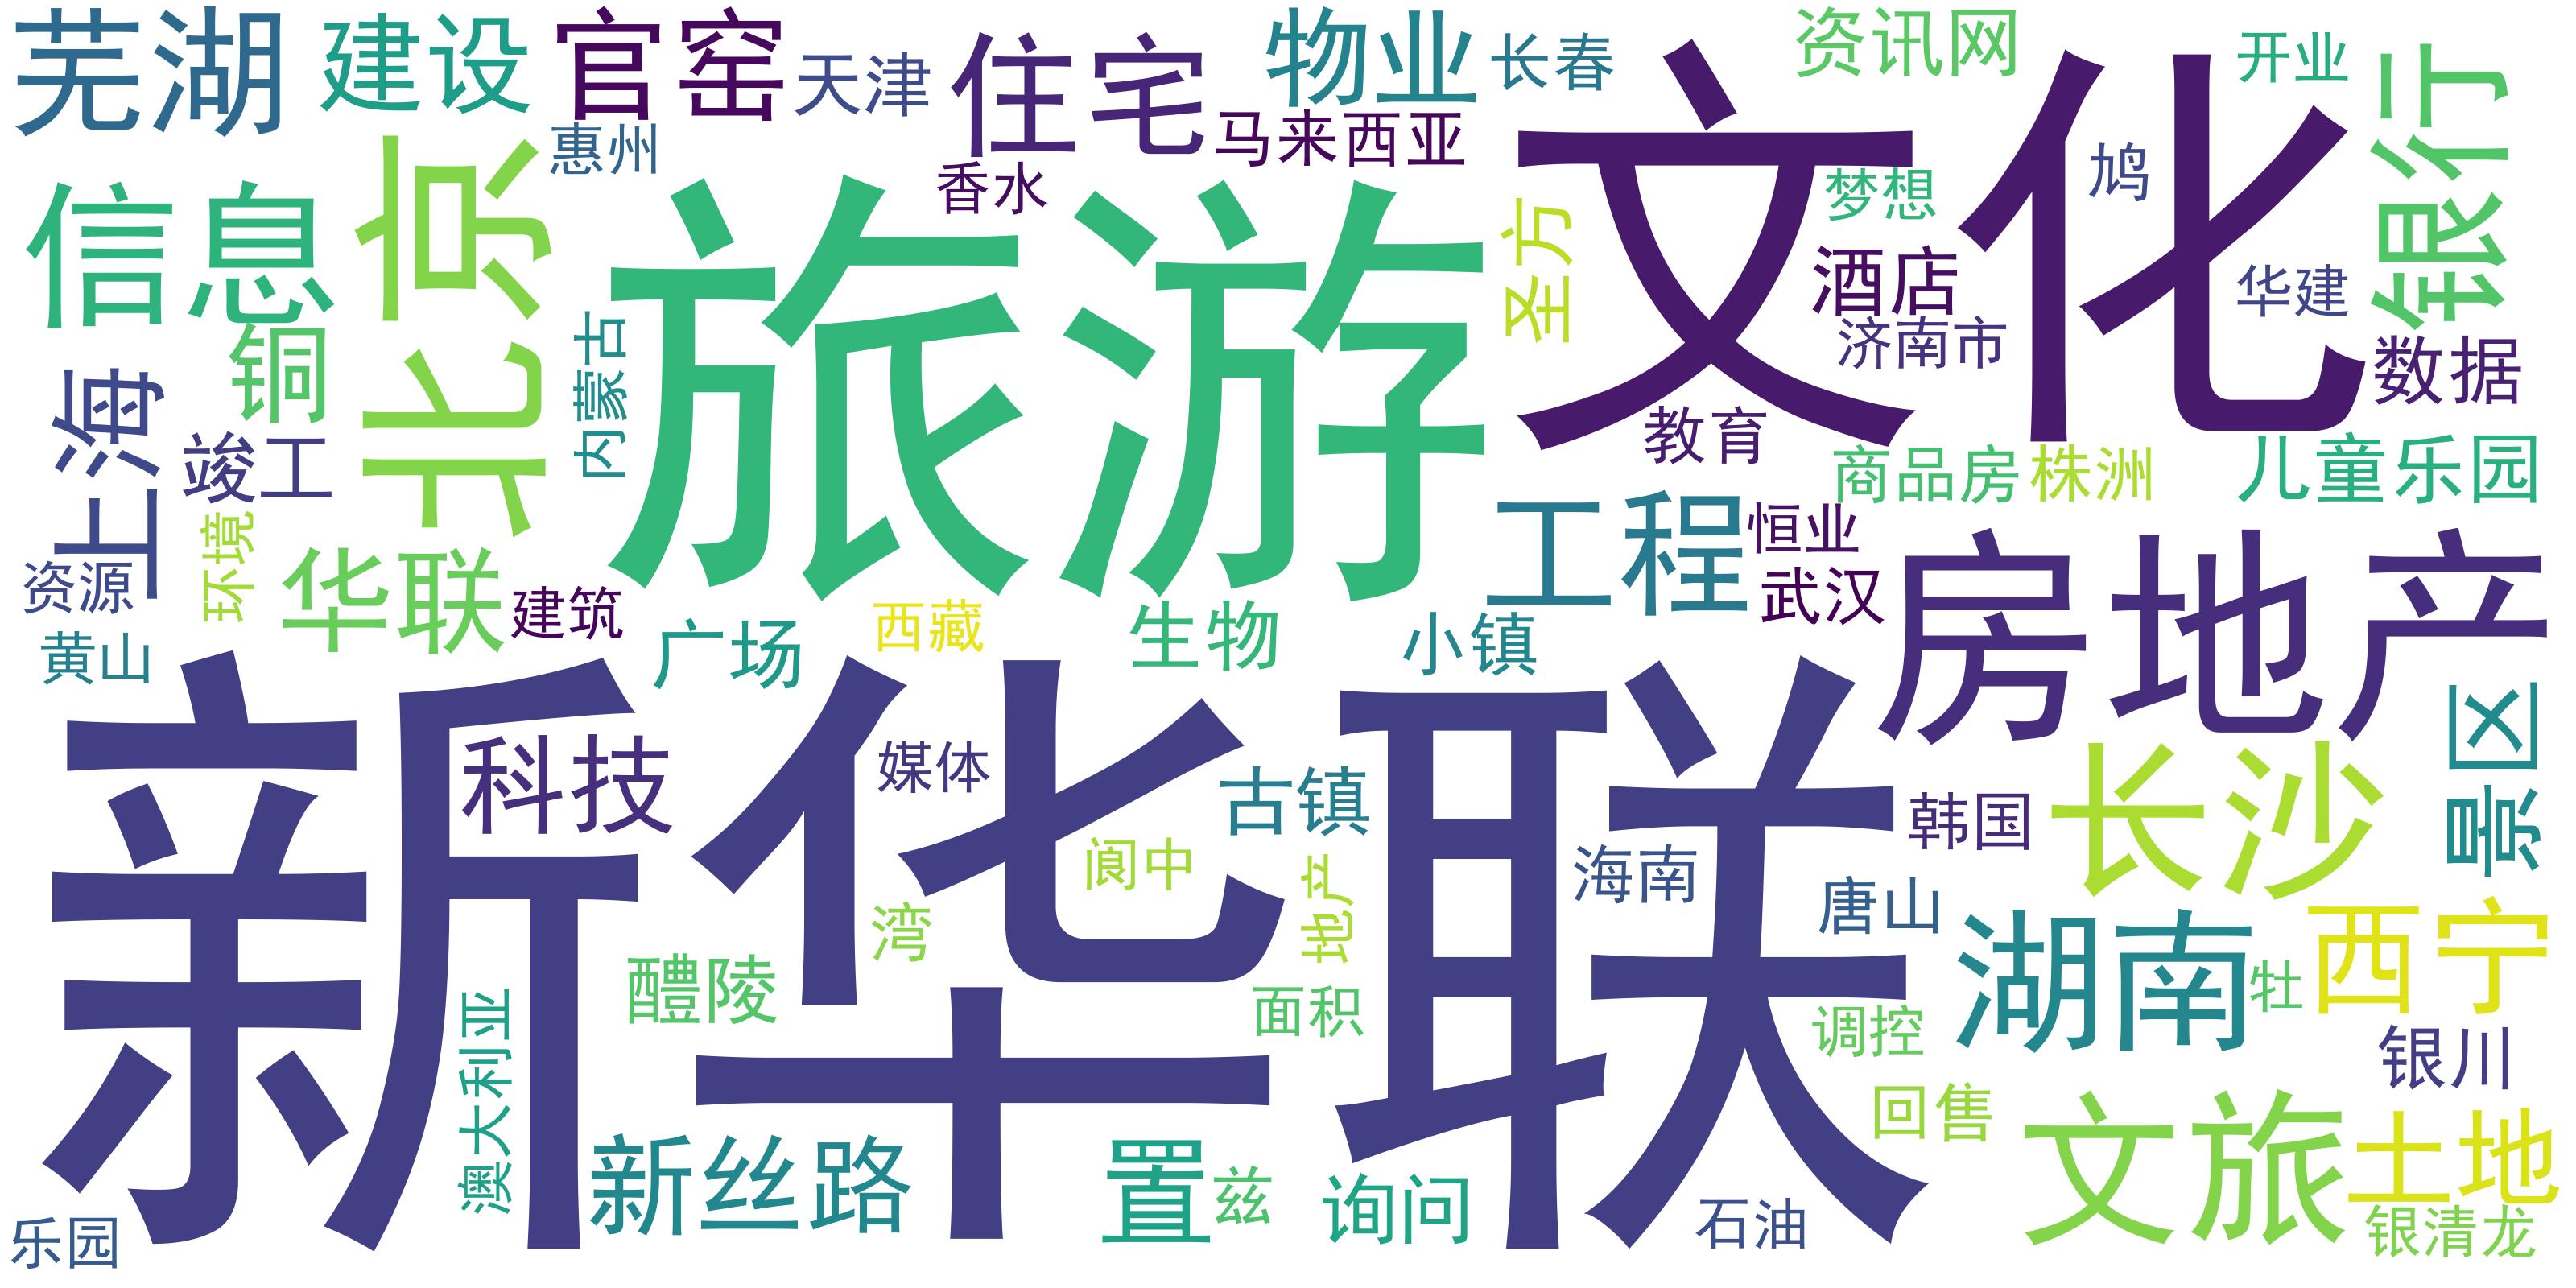 芜湖
建设
官窑
天津
住宅
物业
长春
资讯网
开业
银行
惠州
香水
马来西亚
文化
鸠
梦想
信息
北京
旅游
圣方
酒店
华建
济南市
数据
铜
内蒙古
上海
竣工
教育
商品房
株洲
儿童乐园
环境
资源
华联
建筑
工程
恒业
武汉
房地产
黄山
广场
西藏
生物
小镇
新华联
科技
媒体
古镇
韩国
长沙
景区
阆中
地产
海南
唐山
湾
湖南
西宁
醴陵
面积
牡
澳大利亚
调控
银川
新丝路
置
兹
询问
回售
文旅
土地
石油
乐园
银清龙